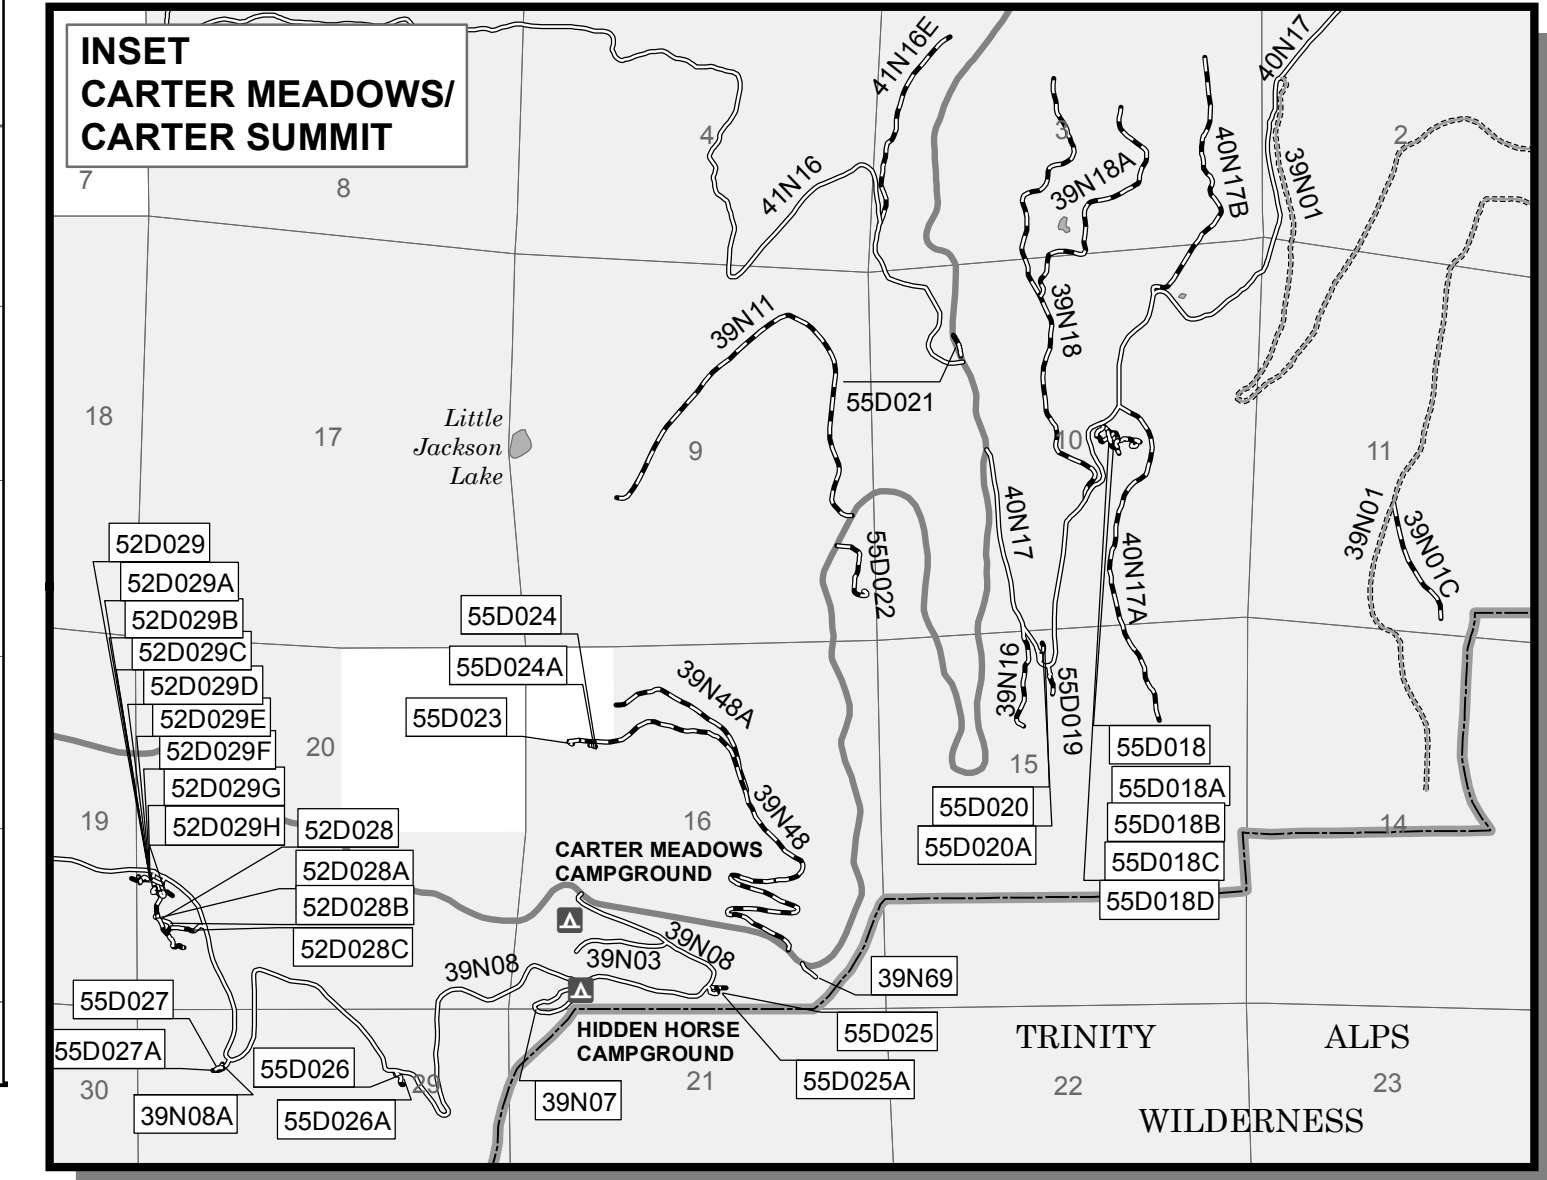 INSET
CARTER MEADOWS/
CARTER SUMMIT
41N16E
40N17
4
3
2
7
8
41N16
39N18A
40N17B
39N01
39N11
39N18
55D021
18
17
Little
Jackson
Lake
9
10
11
40N17
39N01
39N01C
55D022
40N17A
52D029
52D029A
52D029B
52D029C
52D029D
52D029E
52D029F
52D029G
52D029H
55D024
55D024A
55D023
39N48A
39N16
55D019
20
19
16
15
14
39N48
55D020
55D020A
55D018
55D018A
55D018B
55D018C
55D018D
52D028
52D028A
52D028B
52D028C
CARTER MEADOWS
CAMPGROUND
39N08
39N03
39N08
39N69
55D027
55D027A
39N08A
55D026
55D026A
29
30
HIDDEN HORSE
CAMPGROUND
39N07
21
55D025
55D025A
TRINITY ALPS
22
23
WILDERNESS